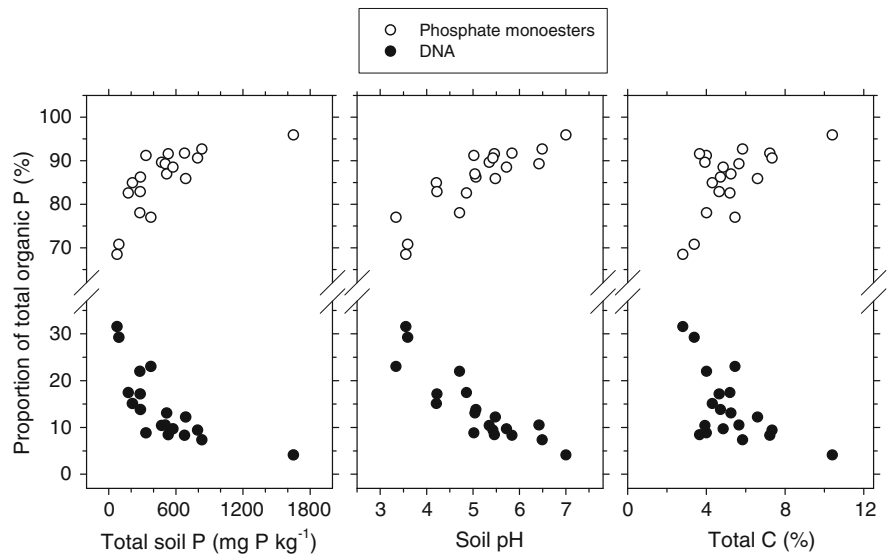 Phosphate monoesters
DNA
Proportion of total organic P (%)
100
90
80
70
30
20
10
0
0 600 1200 1800
3 4 5 6 7
0 4 8 12
Total soil P (mg P kg⁻¹)
Soil pH
Total C (%)